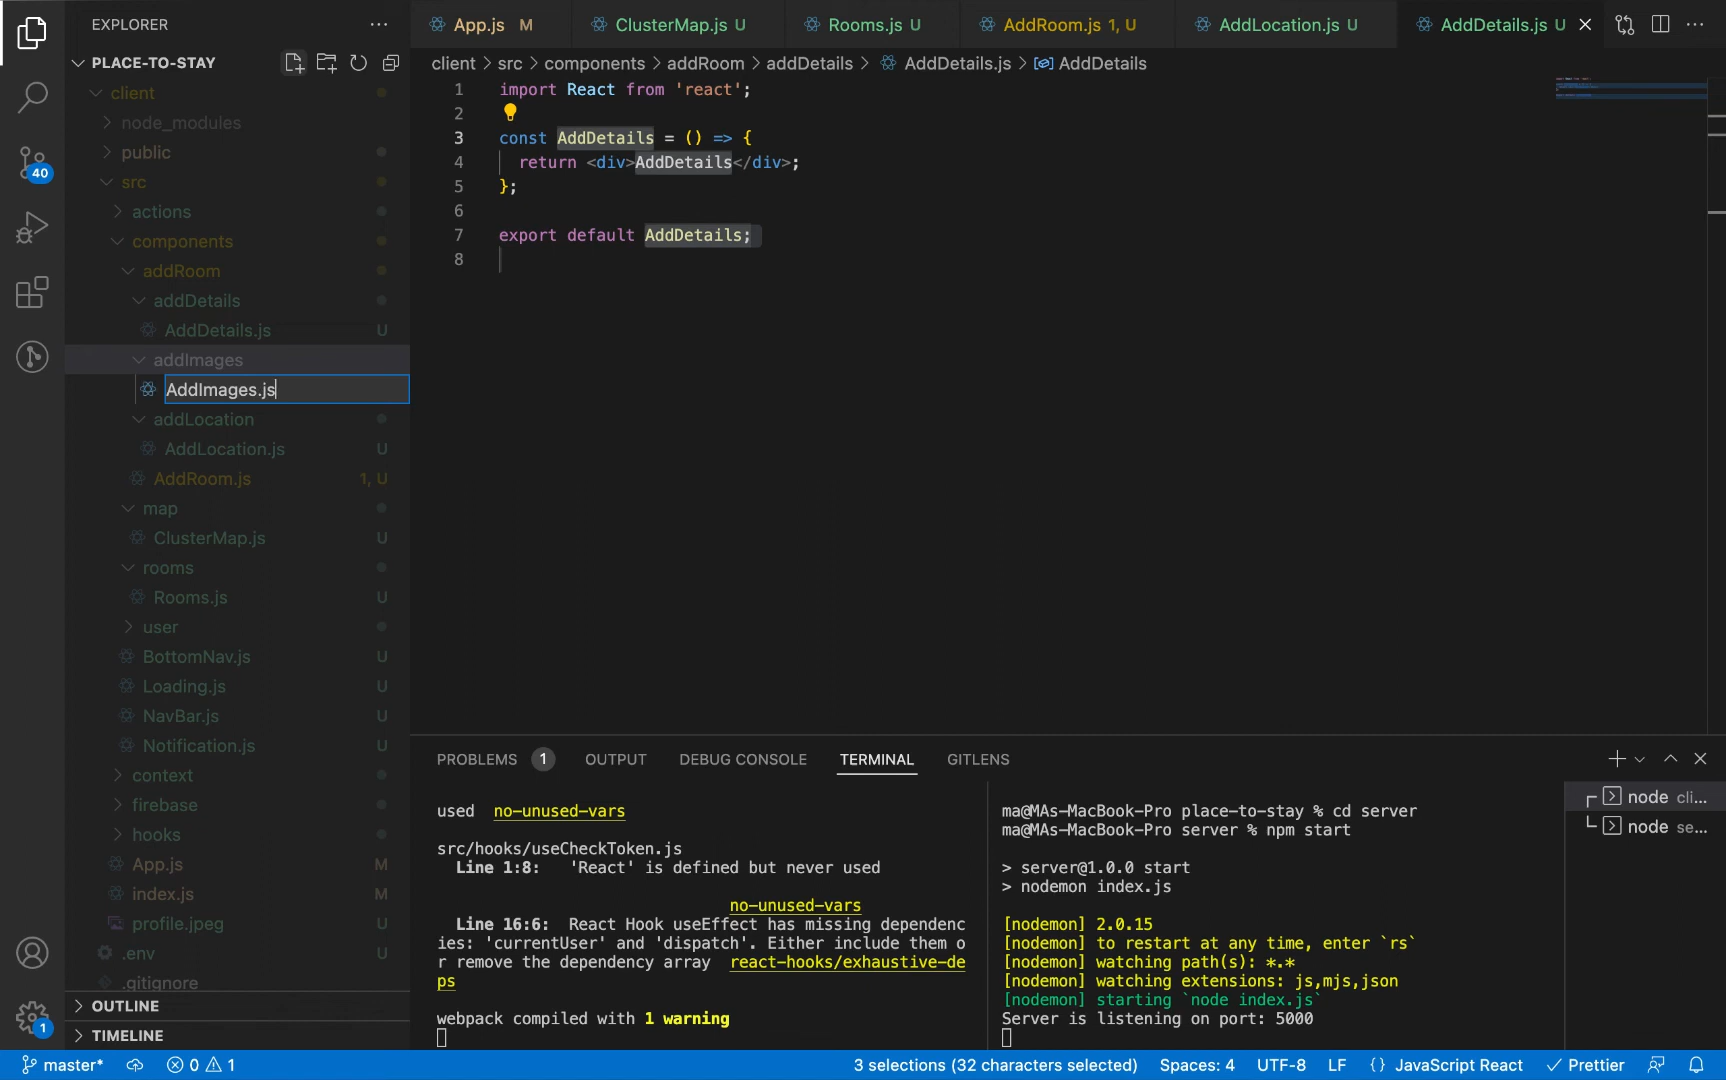 EXPLORER
PLACE-TO-STAY
client
node_modules
public
src
actions
components
addRoom
addDetails
AddDetails.js U
addImages
AddImages.js
addLocation
AddLocation.js U
AddRoom.js 1, U
map
ClusterMap.js U
rooms
Rooms.js U
user
BottomNav.js U
Loading.js U
NavBar.js U
Notification.js U
context
firebase
hooks
App.js M
index.js M
profile.jpeg U
.env U
.gitignore
OUTLINE
TIMELINE
40
1
App.js M ClusterMap.js U Rooms.js U AddRoom.js 1, U AddLocation.js U AddDetails.js U
client > src > components > addRoom > addDetails > AddDetails.js > AddDetails
1 import React from 'react';
2
3 const AddDetails = () => {
4 return <div>AddDetails</div>;
5 };
6
7 export default AddDetails;
8
PROBLEMS 1 OUTPUT DEBUG CONSOLE TERMINAL GITLENS
used no-unused-vars
src/hooks/useCheckToken.js
Line 1:8: 'React' is defined but never used
no-unused-vars
Line 16:6: React Hook useEffect has missing dependenc
ies: 'currentUser' and 'dispatch'. Either include them o
r remove the dependency array react-hooks/exhaustive-de
ps
webpack compiled with 1 warning
ma@MAs-MacBook-Pro place-to-stay % cd server
ma@MAs-MacBook-Pro server % npm start
> server@1.0.0 start
> nodemon index.js
[nodemon] 2.0.15
[nodemon] to restart at any time, enter `rs`
[nodemon] watching path(s): *.*
[nodemon] watching extensions: js,mjs,json
[nodemon] starting `node index.js`
Server is listening on port: 5000
node cli...
node se...
master* 0 1 3 selections (32 characters selected) Spaces: 4 UTF-8 LF {} JavaScript React Prettier